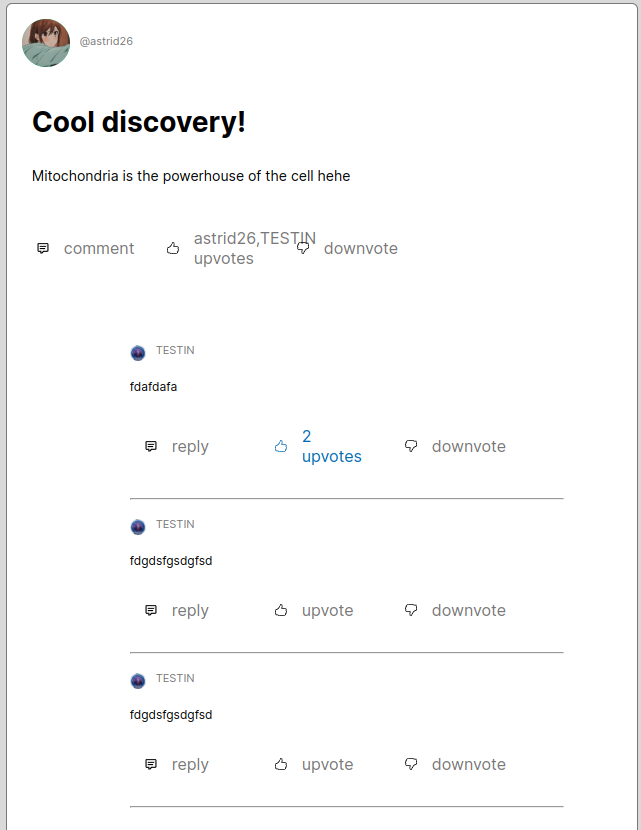 @astrid26
Cool discovery!
Mitochondria is the powerhouse of the cell hehe
comment
astrid26,TESTIN
upvotes
downvote
TESTIN
fdafdafa
reply
2
upvotes
downvote
TESTIN
fdgdsfgsdgfsd
reply upvote downvote
TESTIN
fdgdsfgsdgfsd
reply upvote downvote